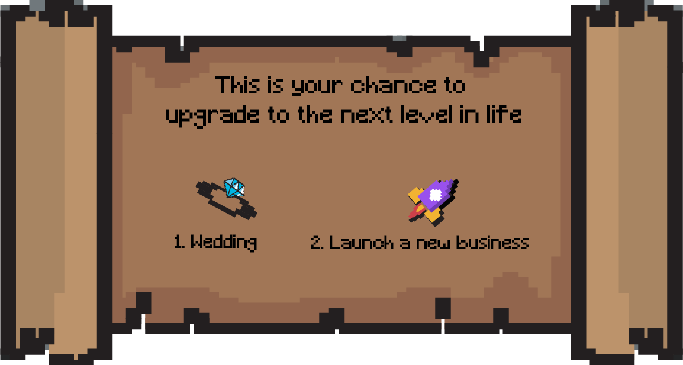 This is your chance to
upgrade to the next level in life
1. Wedding
2. Launch a new business